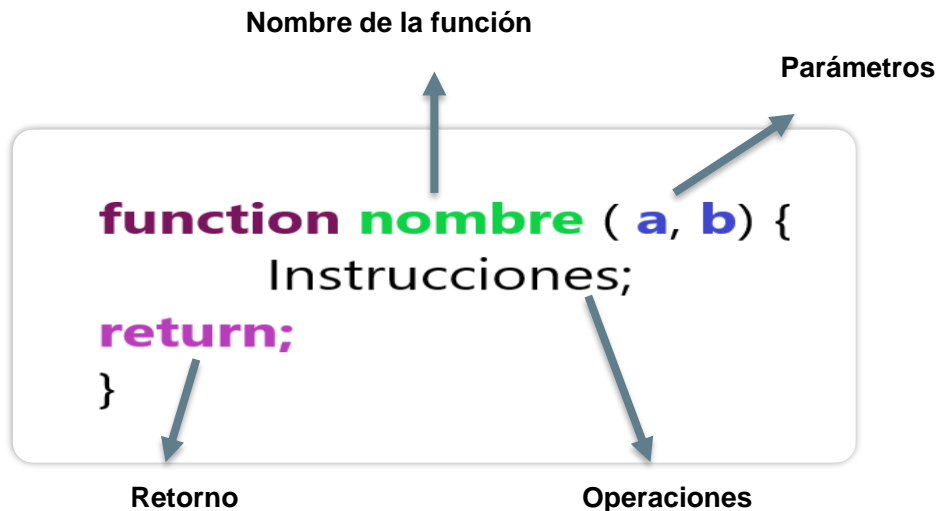 Nombre de la función
Parámetros
function nombre ( a, b) {
Instrucciones;
return;
}
Retorno
Operaciones